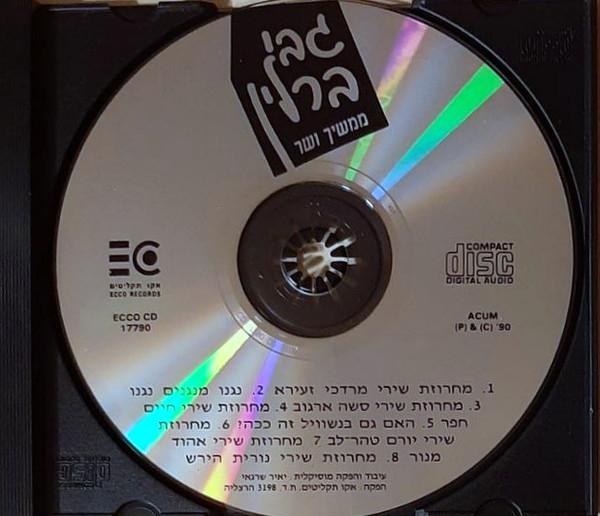 גבי
ברלין
ממשיך ושר
אקו תקליטים
ECCO RECORDS
ECCO CD
17790
COMPACT
disc
DIGITAL AUDIO
ACUM
(P) & (C) '90
1. מחרוזת שירי מרדכי זעירא 2. נגנו מנגנים נגנו
3. מחרוזת שירי סשה ארגוב 4. מחרוזת שירי חיים
חפר 5. האם גם בנשוויל זה ככה? 6. מחרוזת
שירי יורם טהר-לב 7 מחרוזת שירי אהוד
מנור 8. מחרוזת שירי נורית הירש
עיבוד והפקה מוסיקלית: יאיר שרגאי
הפקה: אקו תקליטים, ת.ד. 3198 הרצליה